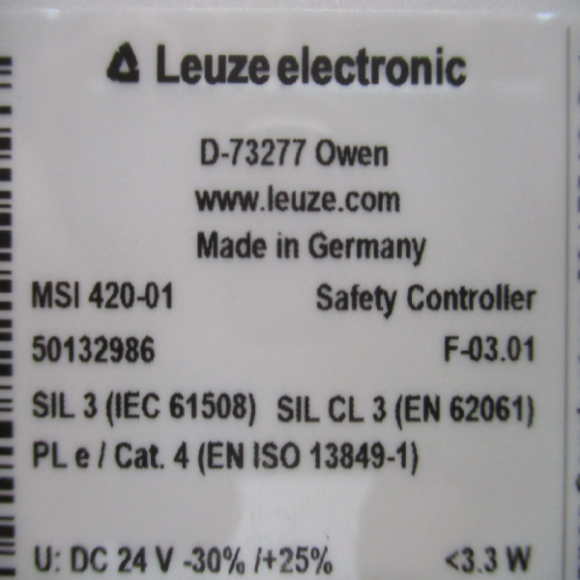 Leuze electronic
D-73277 Owen
www.leuze.com
Made in Germany
MSI 420-01 Safety Controller
50132986 F-03.01
SIL 3 (IEC 61508) SIL CL 3 (EN 62061)
PL e / Cat. 4 (EN ISO 13849-1)
U: DC 24 V -30% /+25% <3.3 W